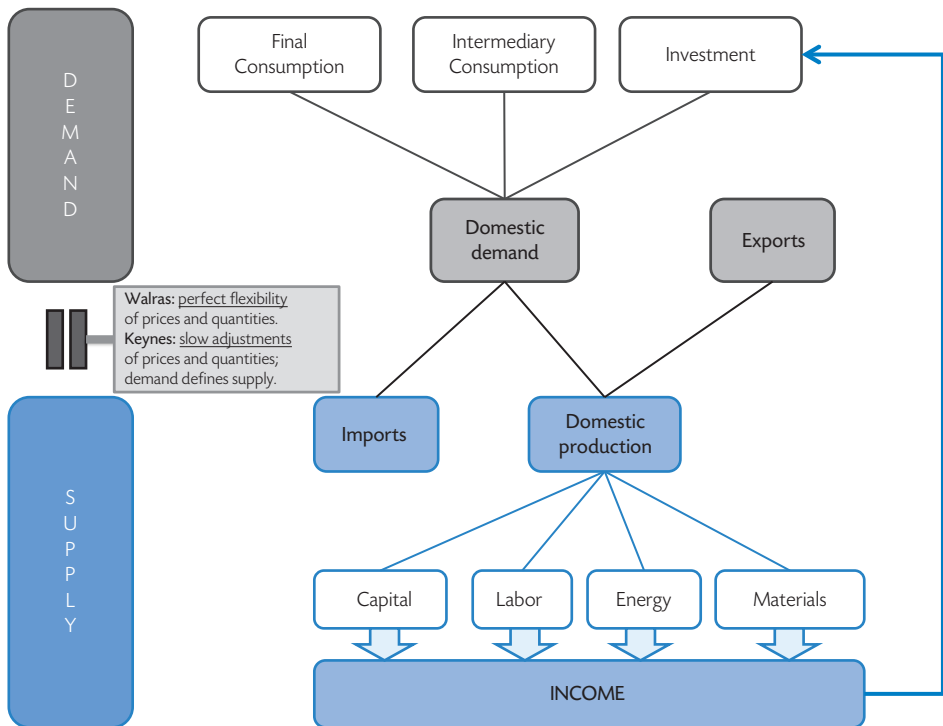 D
E
M
A
N
D
Final
Consumption
Intermediary
Consumption
Investment
Domestic
demand
Exports
Walras: perfect flexibility
of prices and quantities.
Keynes: slow adjustments
of prices and quantities;
demand defines supply.
S
U
P
P
L
Y
Imports
Domestic
production
Capital
Labor
Energy
Materials
INCOME